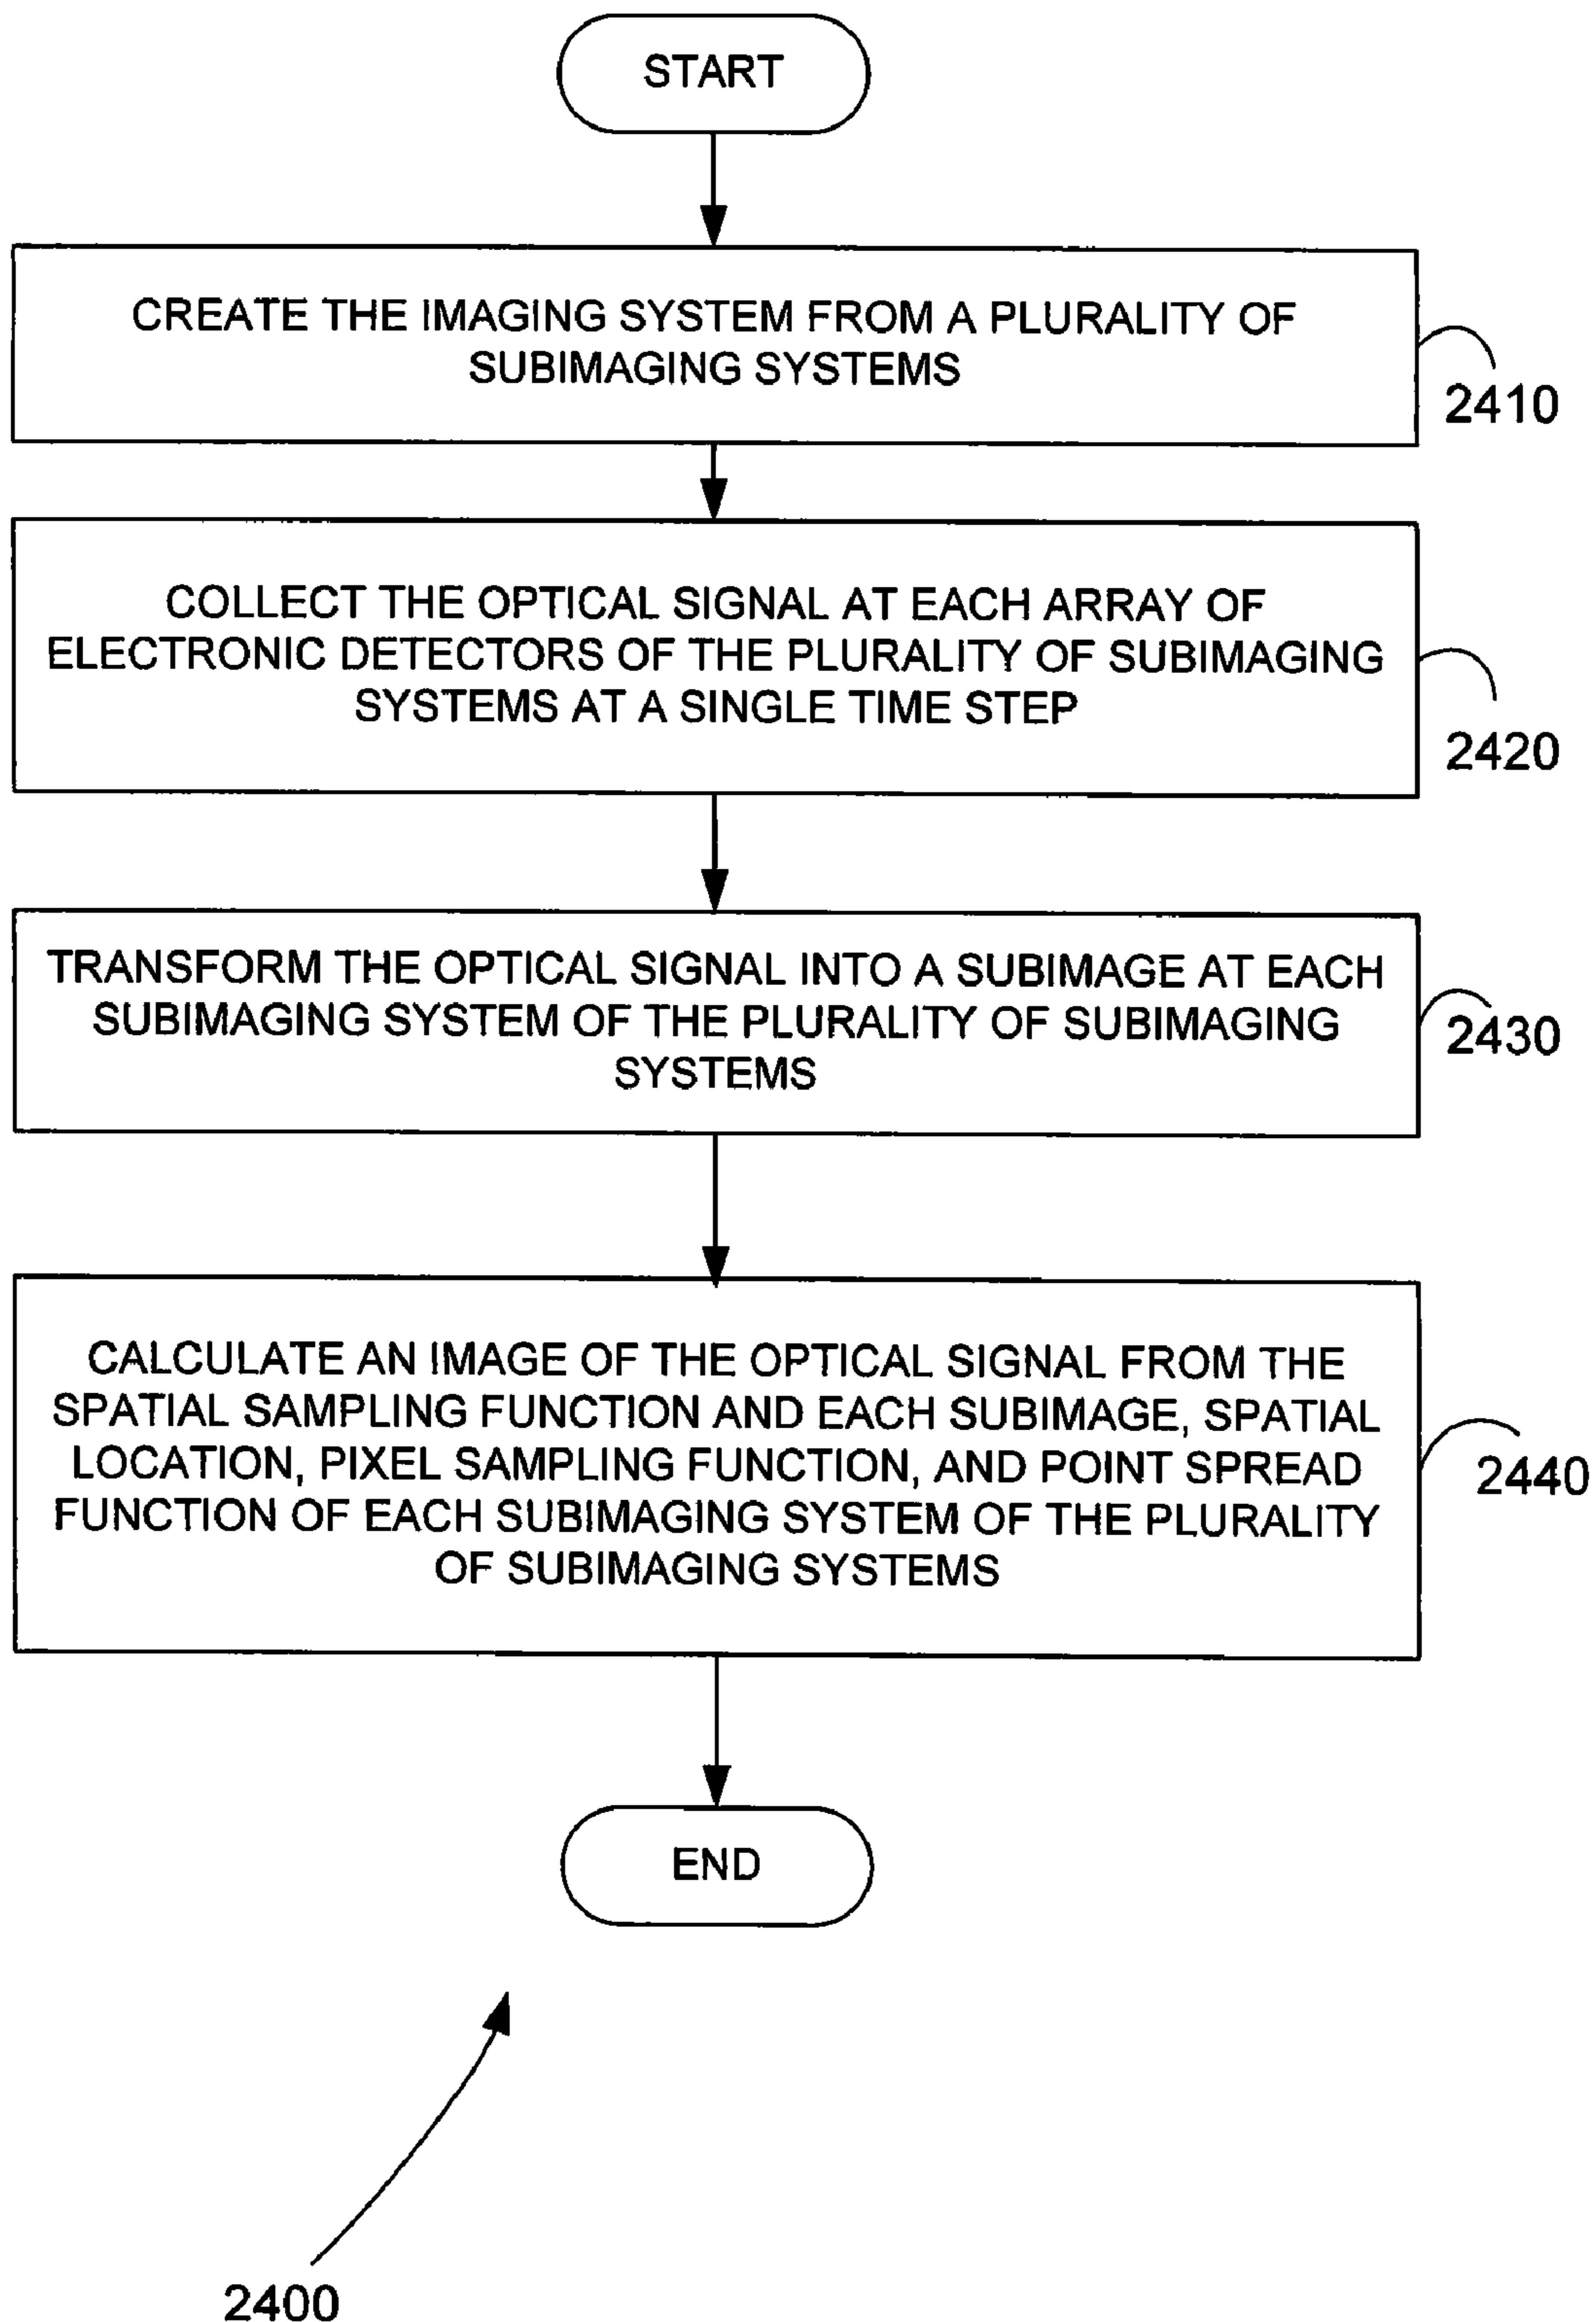 START
CREATE THE IMAGING SYSTEM FROM A PLURALITY OF
SUBIMAGING SYSTEMS
2410
COLLECT THE OPTICAL SIGNAL AT EACH ARRAY OF
ELECTRONIC DETECTORS OF THE PLURALITY OF SUBIMAGING
SYSTEMS AT A SINGLE TIME STEP
2420
TRANSFORM THE OPTICAL SIGNAL INTO A SUBIMAGE AT EACH
SUBIMAGING SYSTEM OF THE PLURALITY OF SUBIMAGING
SYSTEMS
2430
CALCULATE AN IMAGE OF THE OPTICAL SIGNAL FROM THE
SPATIAL SAMPLING FUNCTION AND EACH SUBIMAGE, SPATIAL
LOCATION, PIXEL SAMPLING FUNCTION, AND POINT SPREAD
FUNCTION OF EACH SUBIMAGING SYSTEM OF THE PLURALITY
OF SUBIMAGING SYSTEMS
2440
END
2400